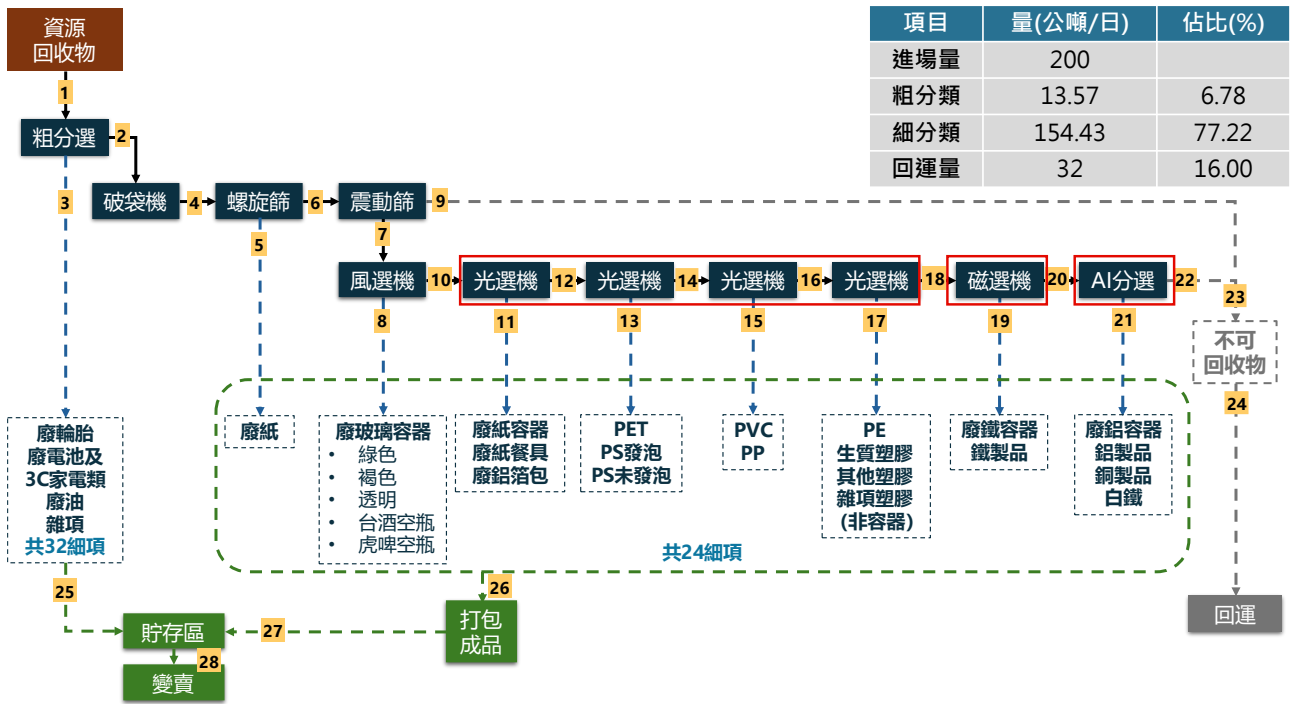 資源
回收物
項目 量(公噸/日) 佔比(%)
進場量 200
粗分類 13.57 6.78
細分類 154.43 77.22
回運量 32 16.00
1
粗分選
2
3
破袋機
4
螺旋篩
6
震動篩
9
5
7
風選機
10
光選機
12
光選機
14
光選機
16
光選機
18
磁選機
20
AI分選
22
23
8
11
13
15
17
19
21
不可
回收物
24
廢輪胎
廢電池及
3C家電類
廢油
雜項
共32細項
廢紙
廢玻璃容器
• 綠色
• 褐色
• 透明
• 台酒空瓶
• 虎啤空瓶
廢紙容器
廢紙餐具
廢鋁箔包
PET
PS發泡
PS未發泡
PVC
PP
PE
生質塑膠
其他塑膠
雜項塑膠
(非容器)
廢鐵容器
鐵製品
廢鋁容器
鋁製品
銅製品
白鐵
共24細項
25
26
打包
成品
27
貯存區
28
變賣
回運